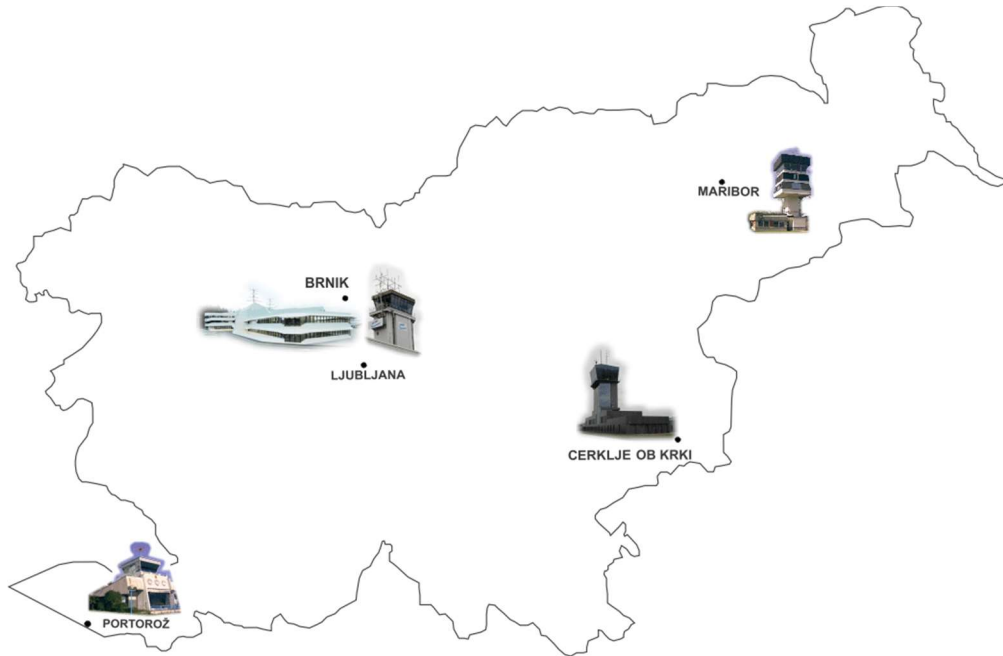 MARIBOR
BRNIK
LJUBLJANA
CERKLJE OB KRKI
PORTOROŽ